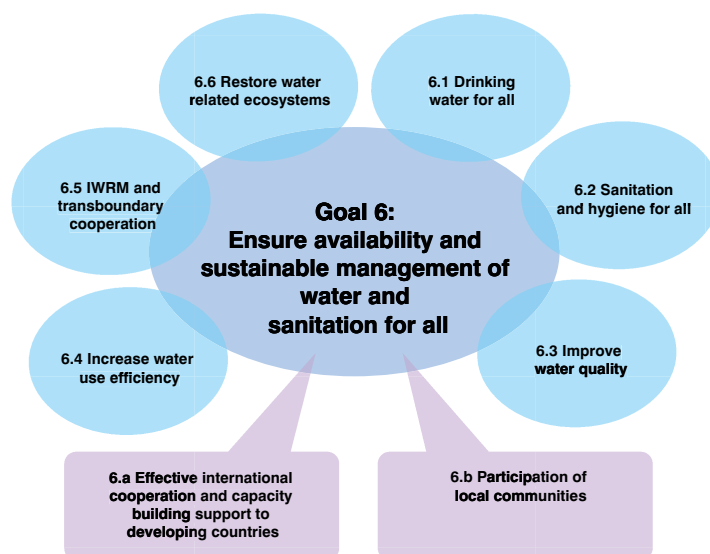 6.6 Restore water
related ecosystems
6.1 Drinking
water for all
6.5 IWRM and
transboundary
cooperation
6.2 Sanitation
and hygiene for all
Goal 6:
Ensure availability and
sustainable management of
water and
sanitation for all
6.4 Increase water
use efficiency
6.3 Improve
water quality
6.a Effective international
cooperation and capacity
building support to
developing countries
6.b Participation of
local communities